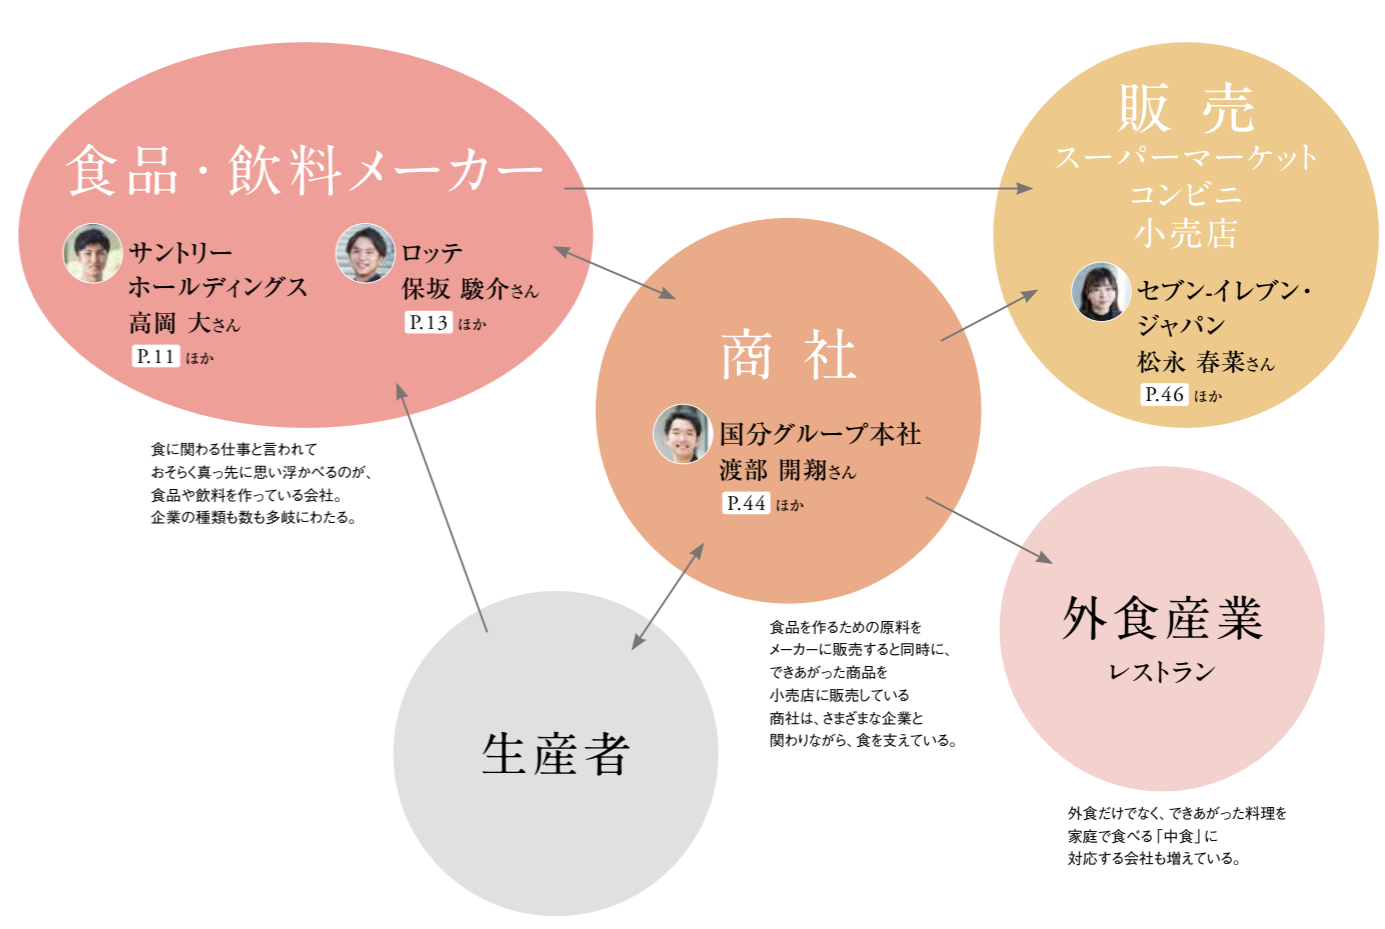 食品・飲料メーカー
サントリー
ホールディングス
高岡 大さん
P.11 ほか
ロッテ
保坂 駿介さん
P.13 ほか
食に関わる仕事と言われて
おそらく真っ先に思い浮かべるのが、
食品や飲料を作っている会社。
企業の種類も数も多岐にわたる。
商 社
国分グループ本社
渡部 開翔さん
P.44 ほか
食品を作るための原料を
メーカーに販売すると同時に、
できあがった商品を
小売店に販売している
商社は、さまざまな企業と
関わりながら、食を支えている。
販 売
スーパーマーケット
コンビニ
小売店
セブン-イレブン・
ジャパン
松永 春菜さん
P.46 ほか
外食産業
レストラン
外食だけでなく、できあがった料理を
家庭で食べる「中食」に
対応する会社も増えている。
生産者